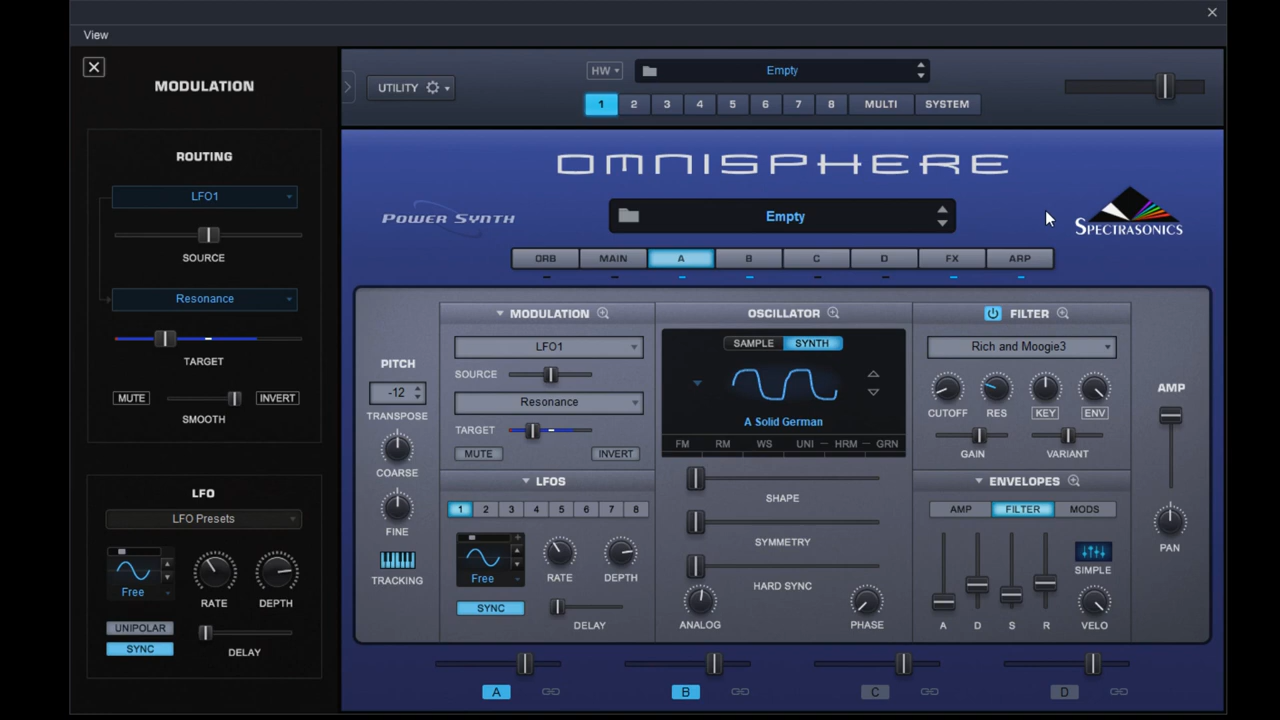 View
MODULATION
ROUTING
LFO1
SOURCE
Resonance
TARGET
MUTE
INVERT
SMOOTH
LFO
LFO Presets
Free
RATE
DEPTH
UNIPOLAR
SYNC
DELAY
UTILITY
HW
Empty
1 2 3 4 5 6 7 8 MULTI SYSTEM
OMNISPHERE
POWER SYNTH
Empty
SPECTRASONICS
ORB MAIN A B C D FX ARP
PITCH
-12
TRANSPOSE
COARSE
FINE
TRACKING
MODULATION
LFO1
SOURCE
Resonance
TARGET
MUTE INVERT
LFOS
1 2 3 4 5 6 7 8
Free
RATE DEPTH
SYNC
DELAY
OSCILLATOR
SAMPLE SYNTH
A Solid German
FM RM WS UNI – HRM – GRN
SHAPE
SYMMETRY
HARD SYNC
ANALOG PHASE
FILTER
Rich and Moogie3
CUTOFF RES KEY ENV
GAIN VARIANT
ENVELOPES
AMP FILTER MODS
SIMPLE
A D S R VELO
AMP
PAN
A B C D